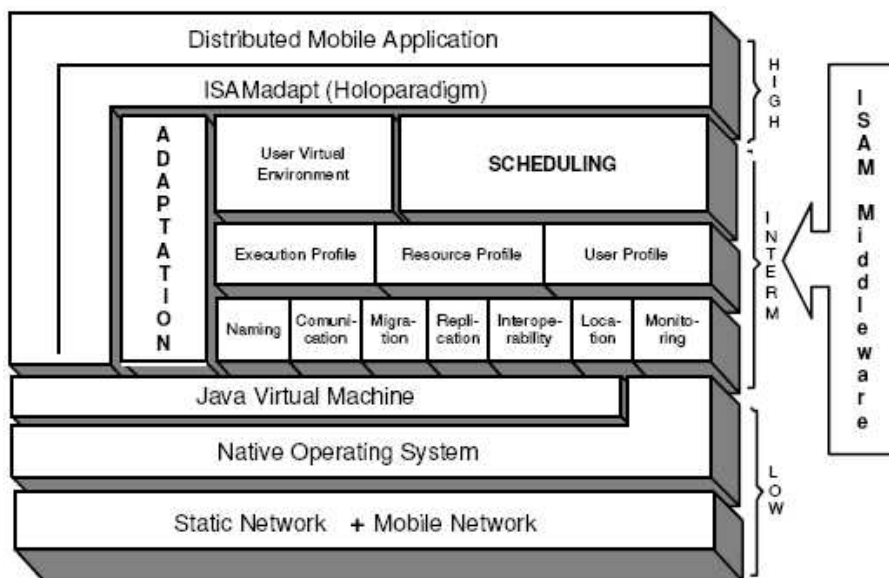 Distributed Mobile Application
ISAMadapt (Holoparadigm)
ADAPTATION
User Virtual
Environment
SCHEDULING
Execution Profile
Resource Profile
User Profile
Naming
Comuni-
cation
Migra-
tion
Repli-
cation
Interope-
rability
Loca-
tion
Monito-
ring
Java Virtual Machine
Native Operating System
Static Network + Mobile Network
HIGH
INTERM
LOW
ISAM Middleware